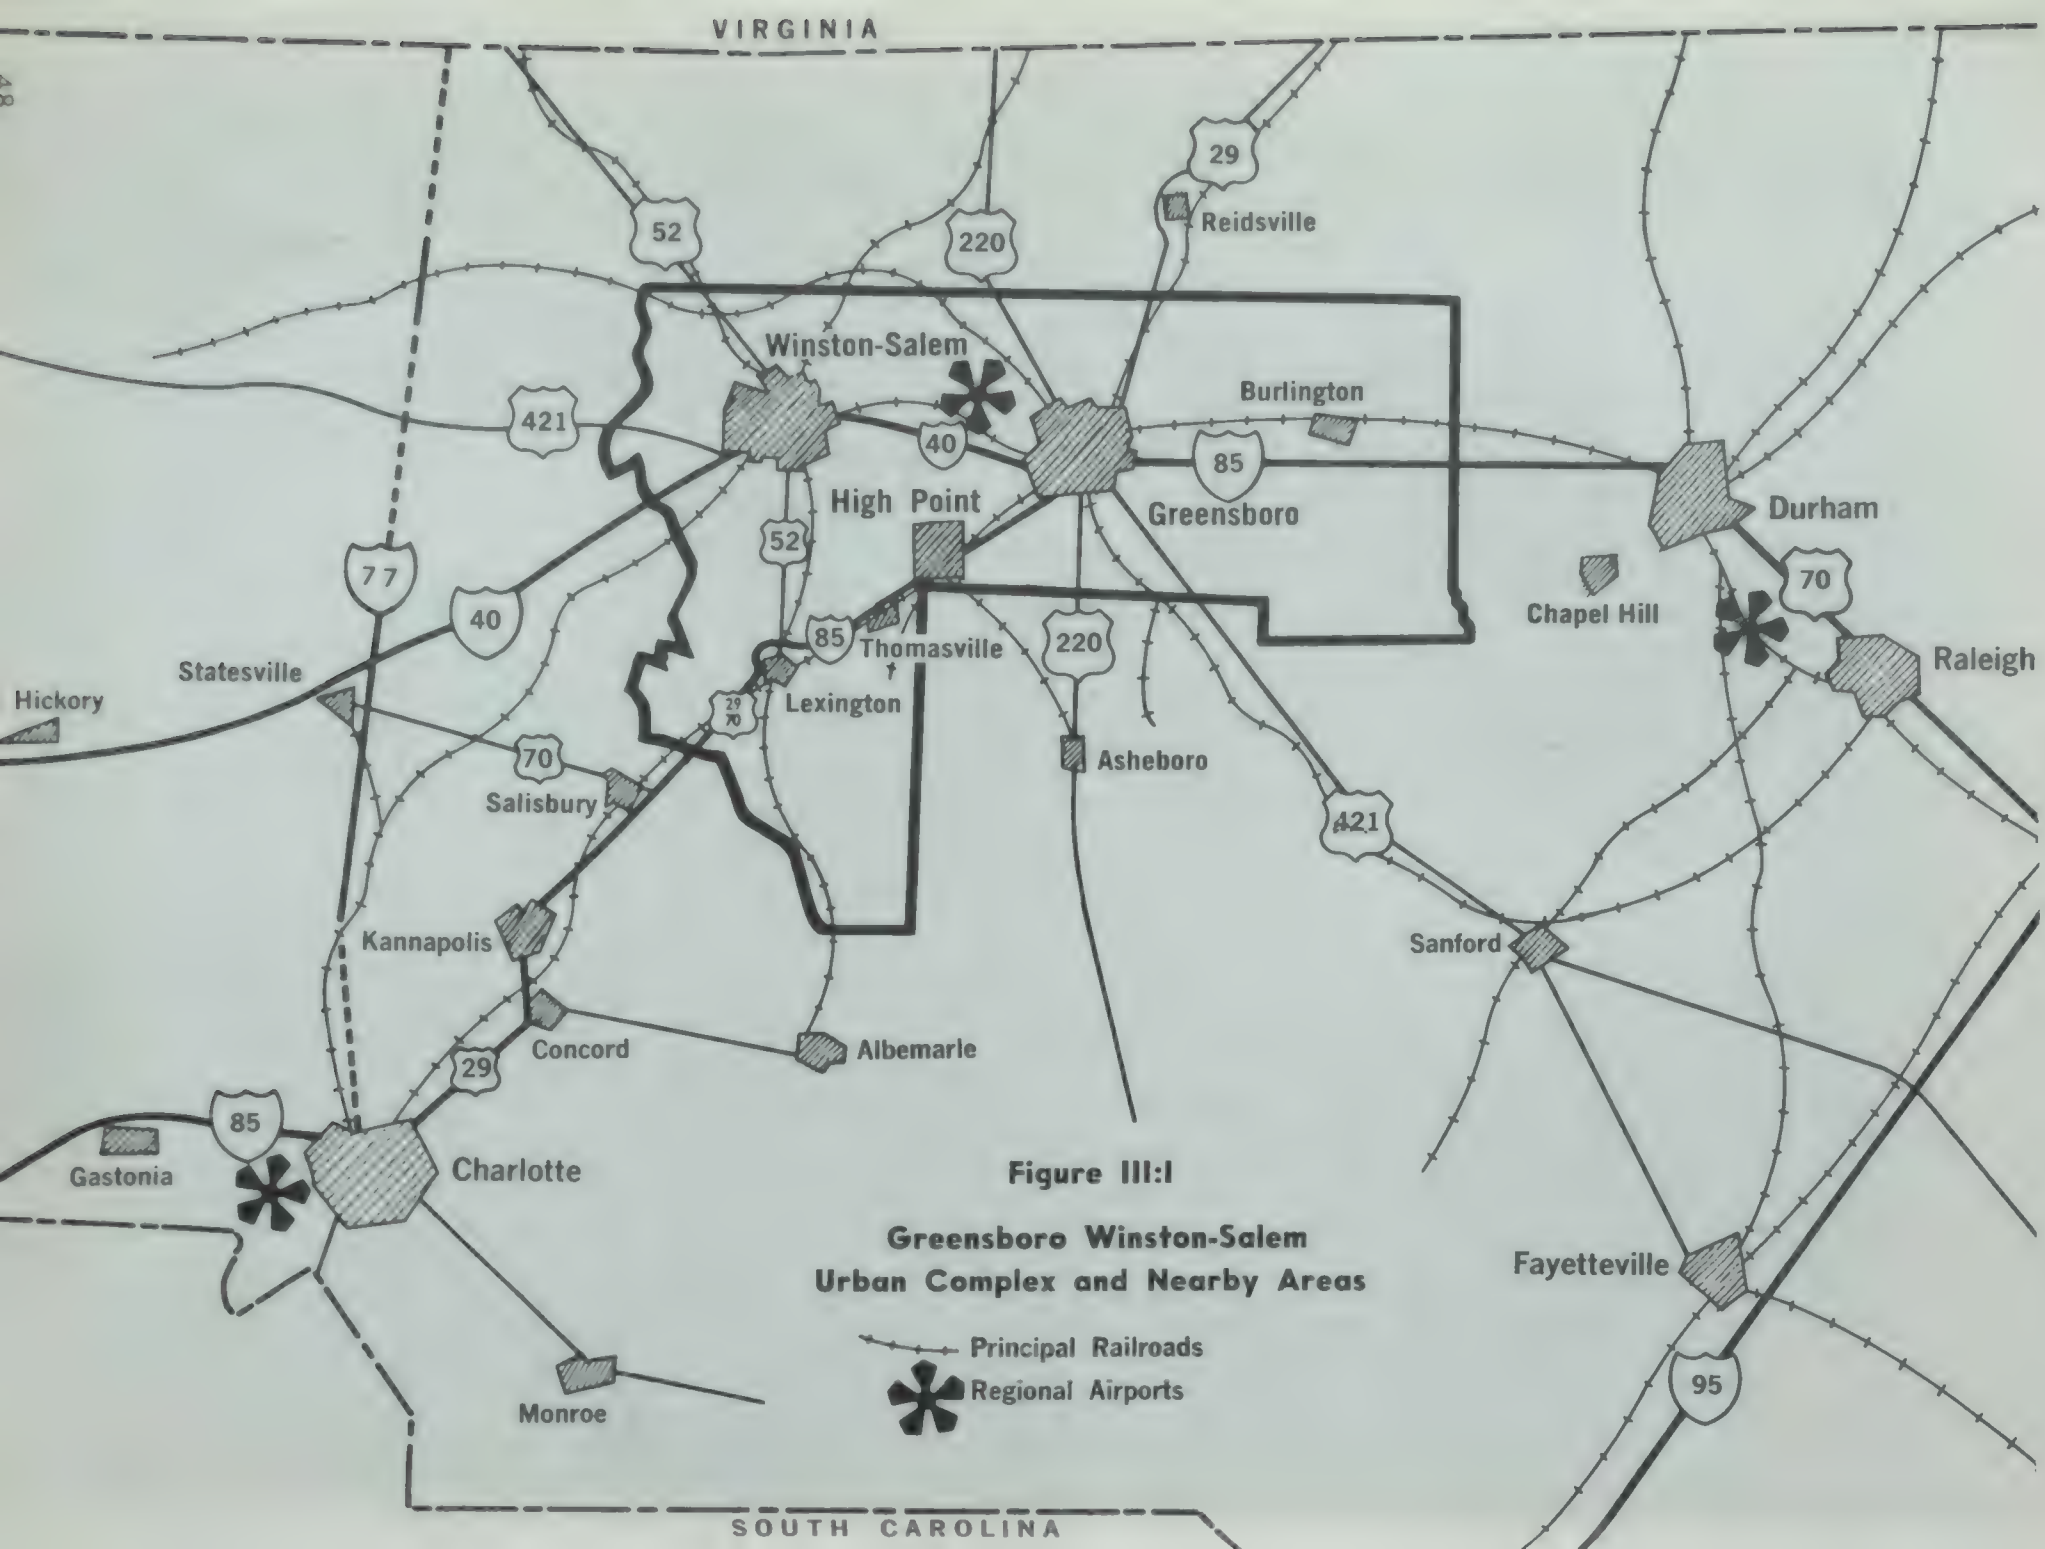 VIRGINIA
48
29
52
220
Reidsville
Winston-Salem
Burlington
421
40
85
High Point
Greensboro
Durham
52
77
70
40
Chapel Hill
85
220
Thomasville
Statesville
Raleigh
Hickory
29
70
Lexington
70
Asheboro
Salisbury
421
Kannapolis
Sanford
Concord
Albemarle
29
85
Gastonia
Charlotte
Figure III:I
Greensboro Winston-Salem
Urban Complex and Nearby Areas
Fayetteville
Principal Railroads
Regional Airports
95
Monroe
SOUTH CAROLINA